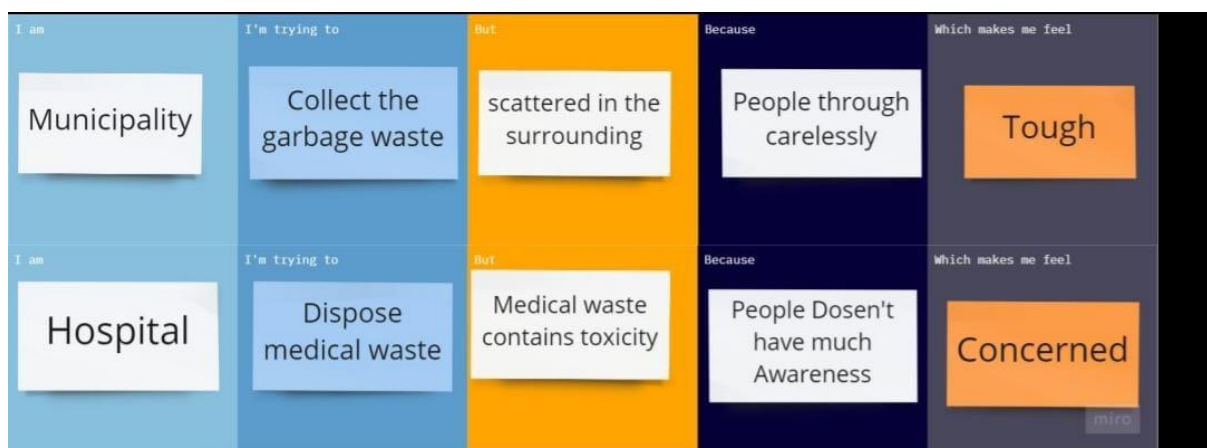 I am
I'm trying to
But
Because
Which makes me feel
Municipality
Collect the
garbage waste
scattered in the
surrounding
People through
carelessly
Tough
I am
I'm trying to
But
Because
Which makes me feel
Hospital
Dispose
medical waste
Medical waste
contains toxicity
People Dosen't
have much
Awareness
Concerned
miro